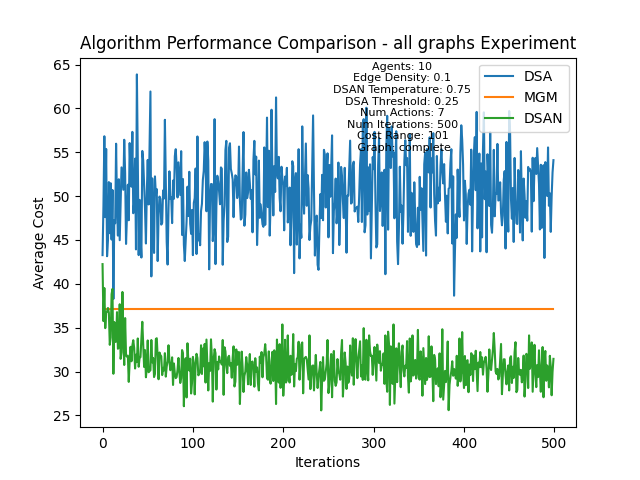 Algorithm Performance Comparison - all graphs Experiment
Agents: 10
Edge Density: 0.1
DSAN Temperature: 0.75
DSA Threshold: 0.25
Num Actions: 7
Num Iterations: 500
Cost Range: 101
Graph: complete
DSA
MGM
DSAN
Average Cost
65
60
55
50
45
40
35
30
25
0
100
200
300
400
500
Iterations